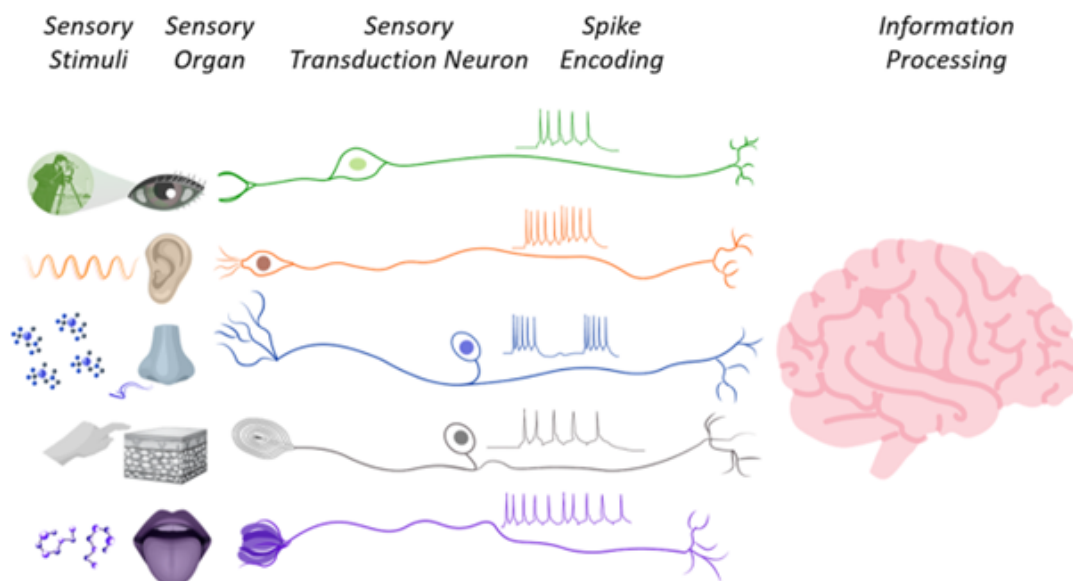 Sensory Stimuli
Sensory Organ
Sensory Transduction Neuron
Spike Encoding
Information Processing